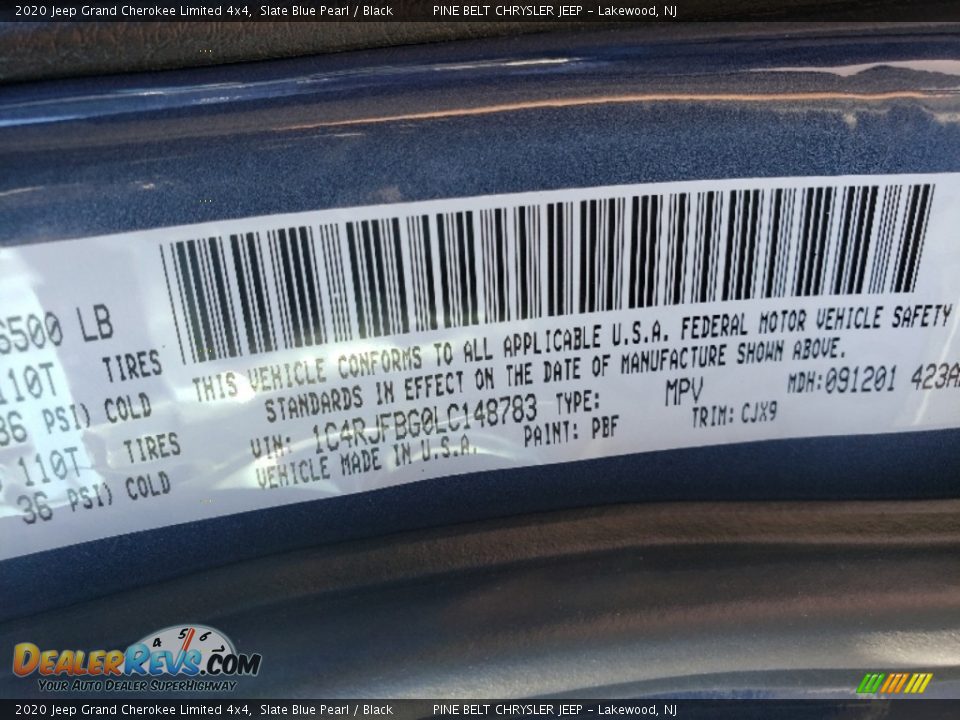 2020 Jeep Grand Cherokee Limited 4x4, Slate Blue Pearl / Black PINE BELT CHRYSLER JEEP - Lakewood, NJ
6500 LB
110T TIRES
36 PSI) COLD
110T TIRES
36 PSI) COLD
THIS VEHICLE CONFORMS TO ALL APPLICABLE U.S.A. FEDERAL MOTOR VEHICLE SAFETY
STANDARDS IN EFFECT ON THE DATE OF MANUFACTURE SHOWN ABOVE.
VIN: 1C4RJFBG0LC148783 TYPE: MPV MDH:091201 423A
VEHICLE MADE IN U.S.A. PAINT: PBF TRIM: CJX9
4 5 6
DEALERREVS.COM
YOUR AUTO DEALER SUPERHIGHWAY
2020 Jeep Grand Cherokee Limited 4x4, Slate Blue Pearl / Black PINE BELT CHRYSLER JEEP - Lakewood, NJ